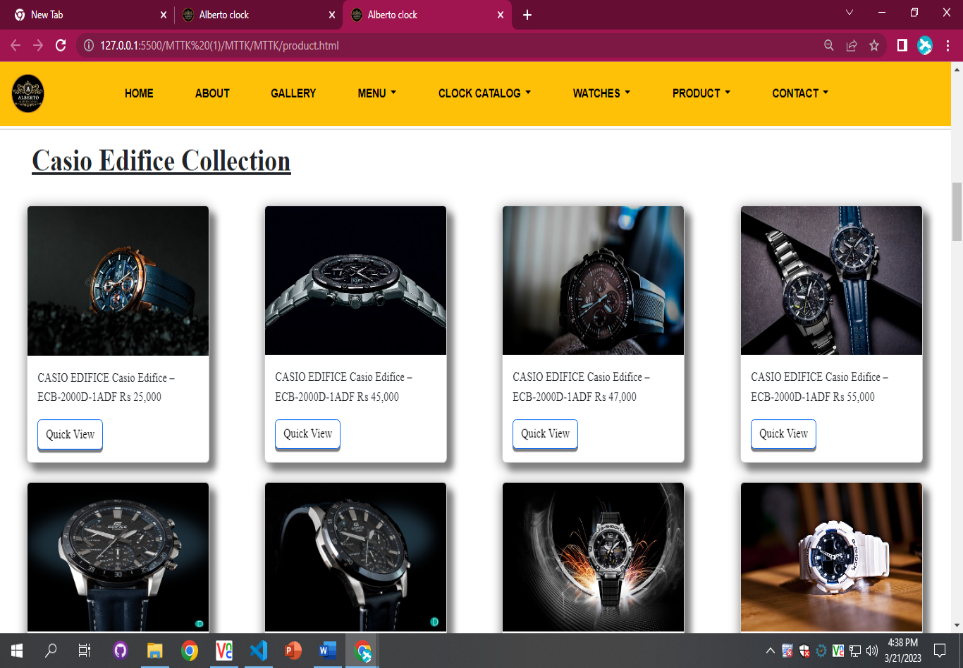 New Tab
Alberto clock
Alberto clock
127.0.0.1:5500/MTTK%20(1)/MTTK/MTTK/product.html
ALBERTO
HOME ABOUT GALLERY MENU CLOCK CATALOG WATCHES PRODUCT CONTACT
Casio Edifice Collection
CASIO EDIFICE Casio Edifice –
ECB-2000D-1ADF Rs 25,000
Quick View
CASIO EDIFICE Casio Edifice –
ECB-2000D-1ADF Rs 45,000
Quick View
CASIO EDIFICE Casio Edifice –
ECB-2000D-1ADF Rs 47,000
Quick View
CASIO EDIFICE Casio Edifice –
ECB-2000D-1ADF Rs 55,000
Quick View
4:38 PM
3/21/2023